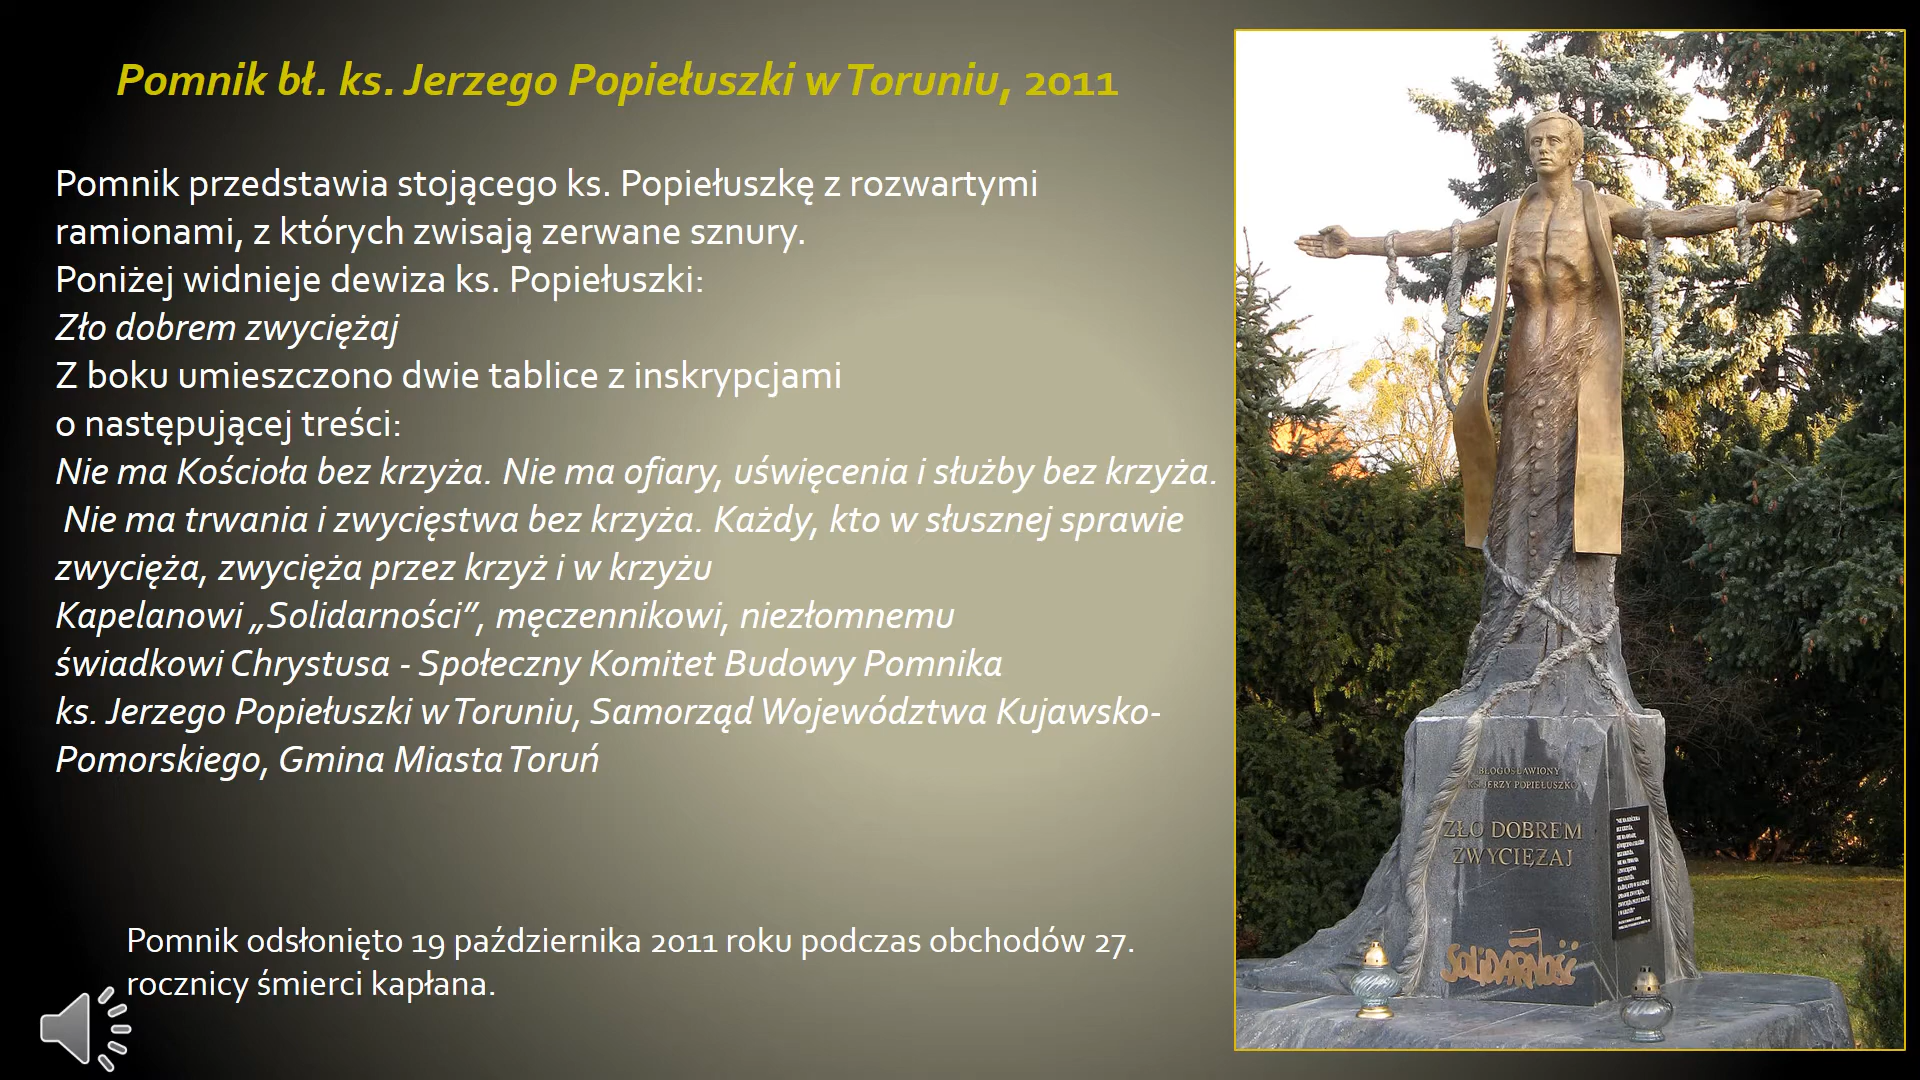 Pomnik bł. ks. Jerzego Popiełuszki w Toruniu, 2011
Pomnik przedstawia stojącego ks. Popiełuszkę z rozwartymi
ramionami, z których zwisają zerwane sznury.
Poniżej widnieje dewiza ks. Popiełuszki:
Zło dobrem zwyciężaj
Z boku umieszczono dwie tablice z inskrypcjami
o następującej treści:
Nie ma Kościoła bez krzyża. Nie ma ofiary, uświęcenia i służby bez krzyża.
Nie ma trwania i zwycięstwa bez krzyża. Każdy, kto w słusznej sprawie
zwycięża, zwycięża przez krzyż i w krzyżu
Kapelanowi „Solidarności”, męczennikowi, niezłomnemu
świadkowi Chrystusa - Społeczny Komitet Budowy Pomnika
ks. Jerzego Popiełuszki w Toruniu, Samorząd Województwa Kujawsko-
Pomorskiego, Gmina Miasta Toruń
Pomnik odsłonięto 19 października 2011 roku podczas obchodów 27.
rocznicy śmierci kapłana.
BŁOGOSŁAWIONY
KS. JERZY POPIEŁUSZKO
ZŁO DOBREM
ZWYCIĘŻAJ
SOLIDARNOŚĆ